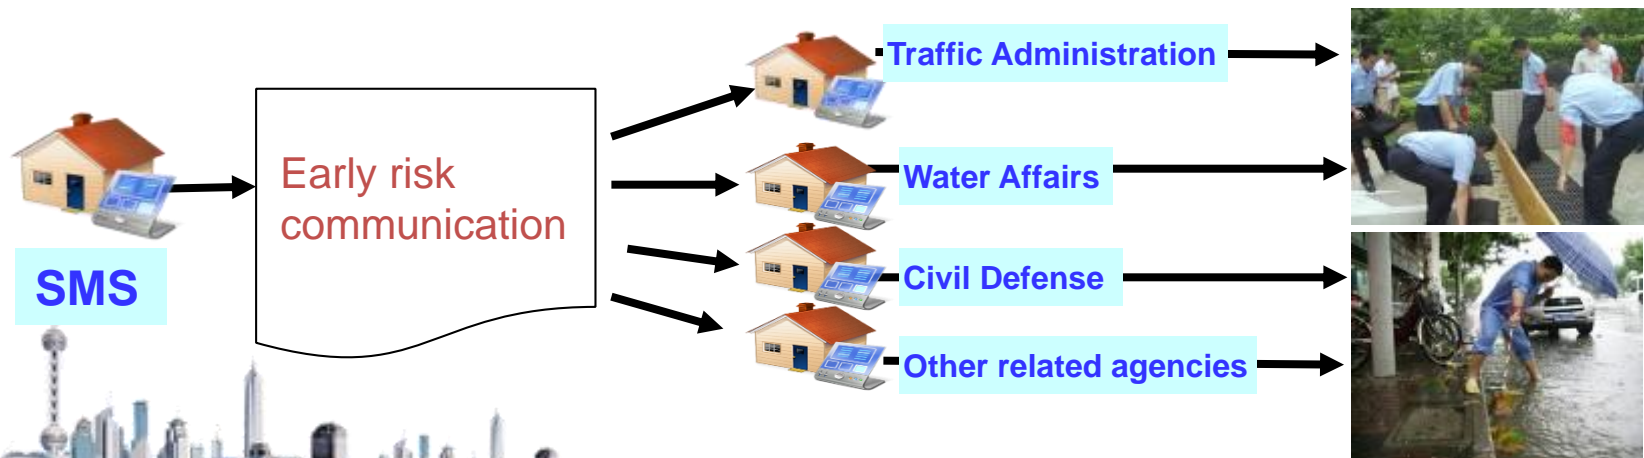 SMS
Early risk
communication
Traffic Administration
Water Affairs
Civil Defense
Other related agencies